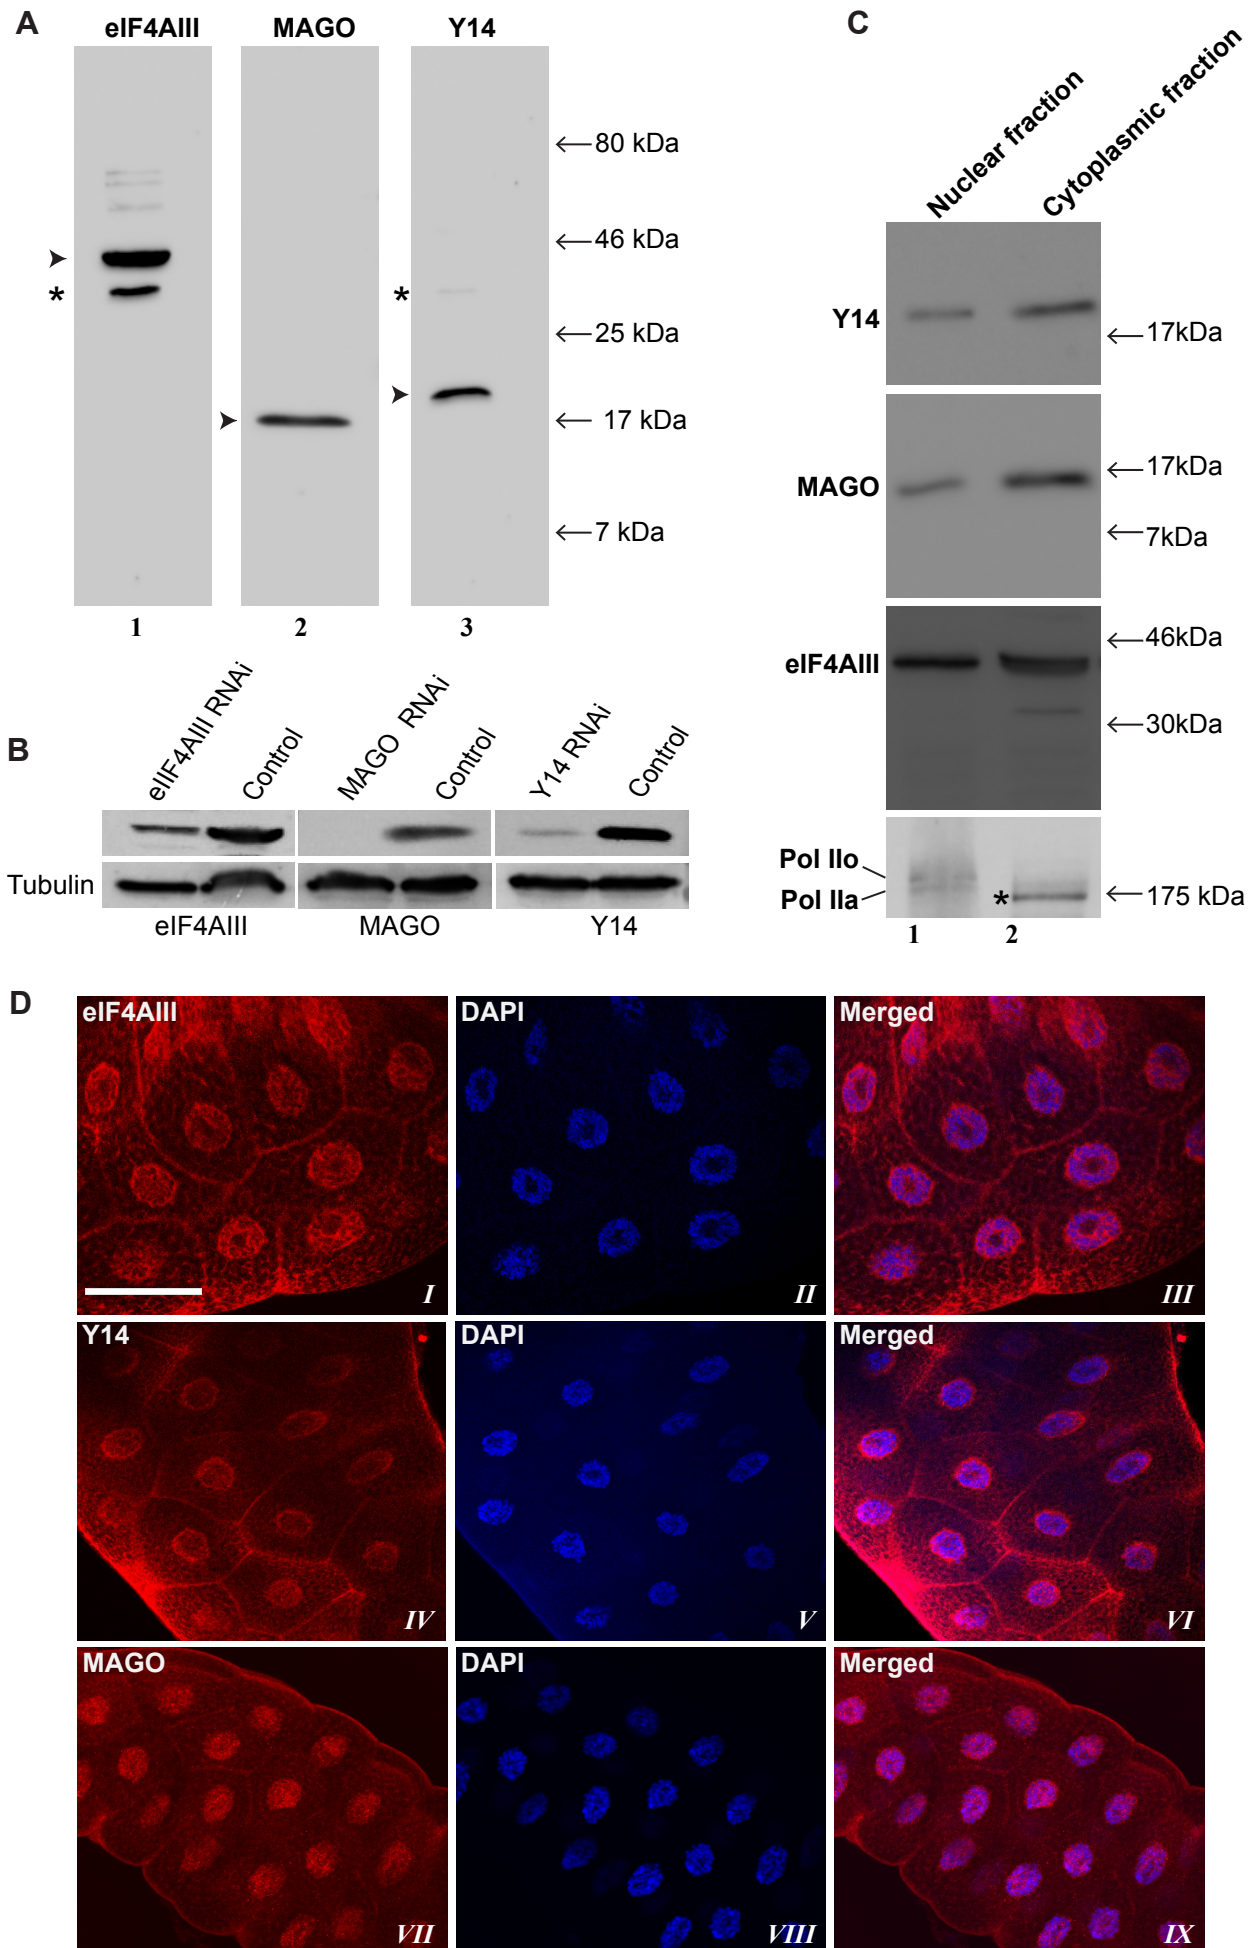 A
eIF4AIII
MAGO
Y14
*
*
←80 kDa
←46 kDa
←25 kDa
←17 kDa
←7 kDa
1
2
3
B
eIIF4AIII RNAi
Control
MAGO RNAi
Control
Y14 RNAi
Control
Tubulin
eIF4AIII
MAGO
Y14
C
Nuclear fraction
Cytoplasmic fraction
Y14
←17kDa
MAGO
←17kDa
←7kDa
eIF4AIII
←46kDa
←30kDa
Pol IIo
Pol IIa
*
←175 kDa
1
2
D
eIF4AIII
I
DAPI
II
Merged
III
Y14
IV
DAPI
V
Merged
VI
MAGO
VII
DAPI
VIII
Merged
IX